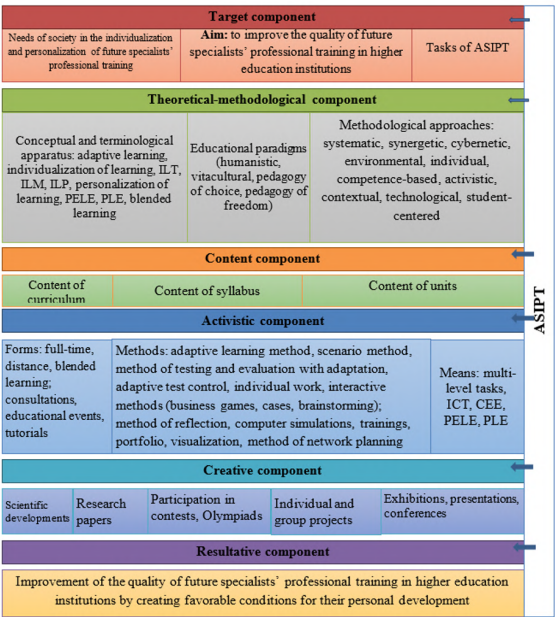 Target component
Needs of society in the individualization
and personalization of future specialists’
professional training
Aim: to improve the quality of future
specialists’ professional training in higher
education institutions
Tasks of ASIPT
Theoretical-methodological component
Conceptual and terminological
apparatus: adaptive learning,
individualization of learning, ILT,
ILM, ILP, personalization of
learning, PELE, PLE, blended
learning
Educational paradigms
(humanistic,
vitacultural, pedagogy
of choice, pedagogy of
freedom)
Methodological approaches:
systematic, synergetic, cybernetic,
environmental, individual,
competence-based, activistic,
contextual, technological, student-
centered
Content component
Content of
curriculum
Content of syllabus
Content of units
Activistic component
Forms: full-time,
distance, blended
learning;
consultations,
educational events,
tutorials
Methods: adaptive learning method, scenario method,
method of testing and evaluation with adaptation,
adaptive test control, individual work, interactive
methods (business games, cases, brainstorming);
method of reflection, computer simulations, trainings,
portfolio, visualization, method of network planning
Means: multi-
level tasks,
ICT, CEE,
PELE, PLE
Creative component
Scientific
developments
Research
papers
Participation in
contests, Olympiads
Individual and
group projects
Exhibitions, presentations,
conferences
Resultative component
Improvement of the quality of future specialists’ professional training in higher education
institutions by creating favorable conditions for their personal development
ASIPT